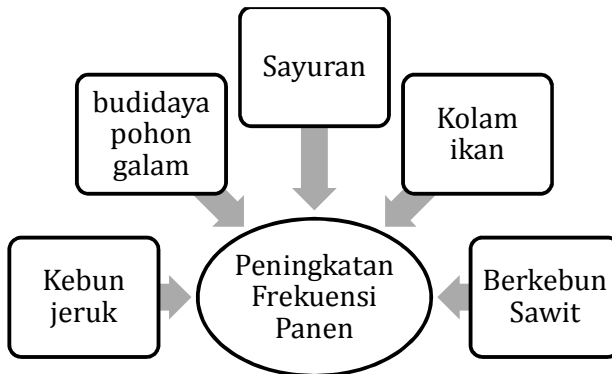 Sayuran
budidaya
pohon
galam
Kolam
ikan
Kebun
jeruk
Peningkatan
Frekuensi
Panen
Berkebun
Sawit